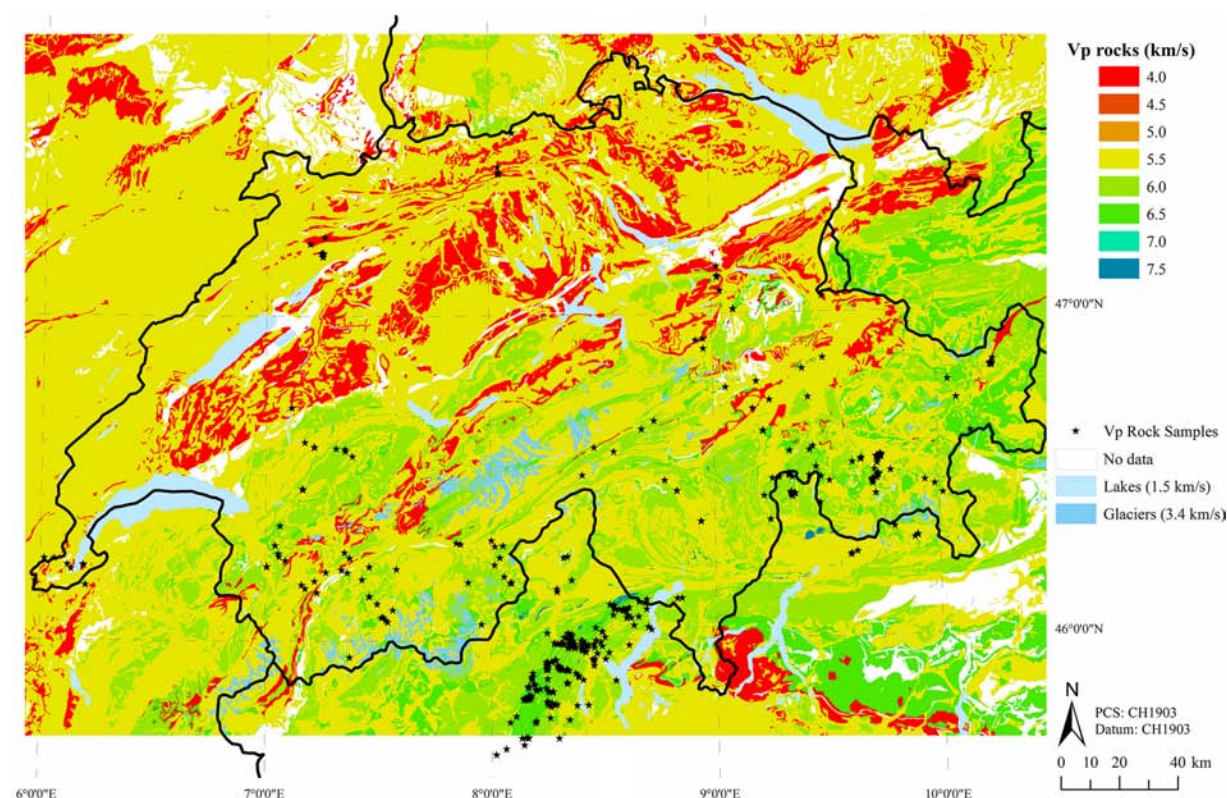 Vp rocks (km/s)
4.0
4.5
5.0
5.5
6.0
6.5
7.0
7.5
47°0'0"N
Vp Rock Samples
No data
Lakes (1.5 km/s)
Glaciers (3.4 km/s)
46°0'0"N
N
PCS: CH1903
Datum: CH1903
0 10 20 40 km
6°0'0"E 7°0'0"E 8°0'0"E 9°0'0"E 10°0'0"E